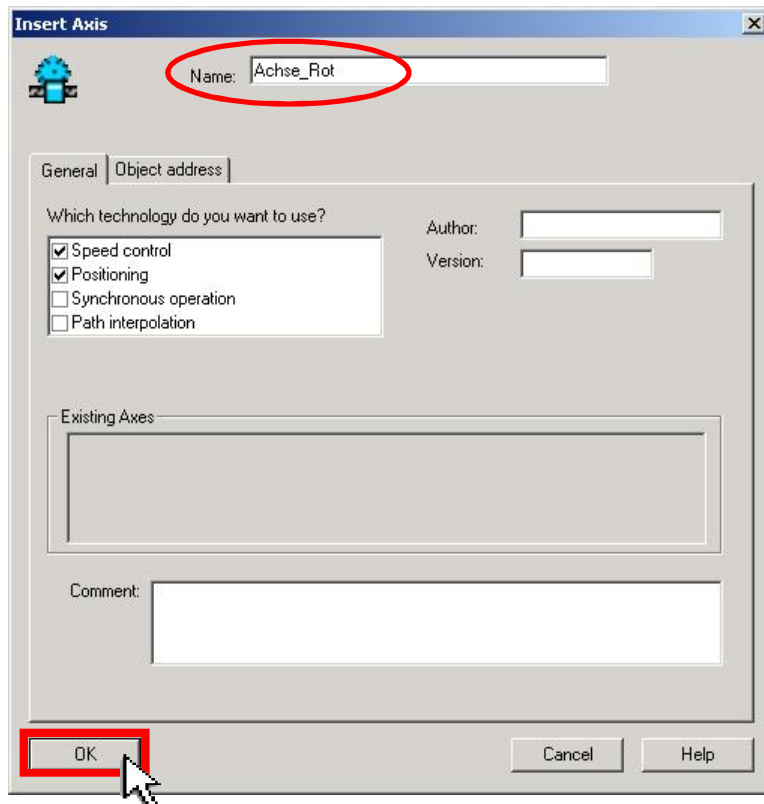 Insert Axis
Name: Achse_Rot
General Object address
Which technology do you want to use?
Speed control
Positioning
Synchronous operation
Path interpolation
Author:
Version:
Existing Axes
Comment:
OK Cancel Help